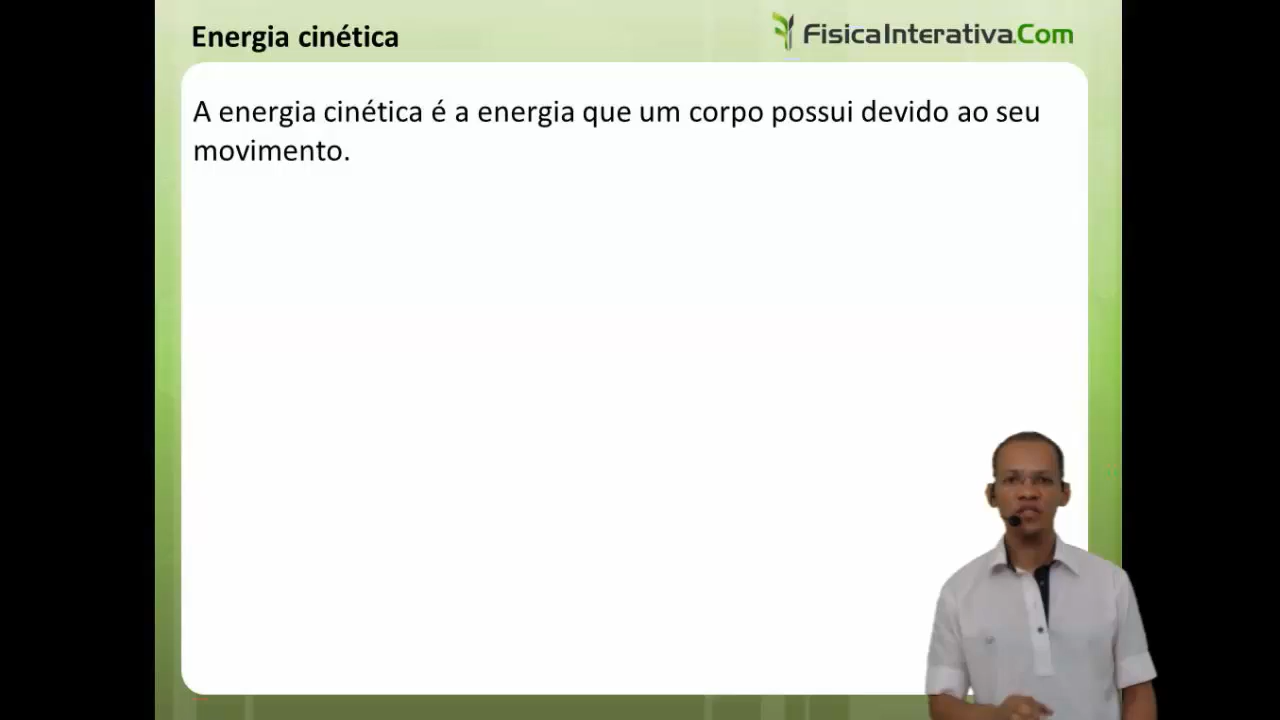 Energia cinética
FisicaInterativa.Com
A energia cinética é a energia que um corpo possui devido ao seu
movimento.